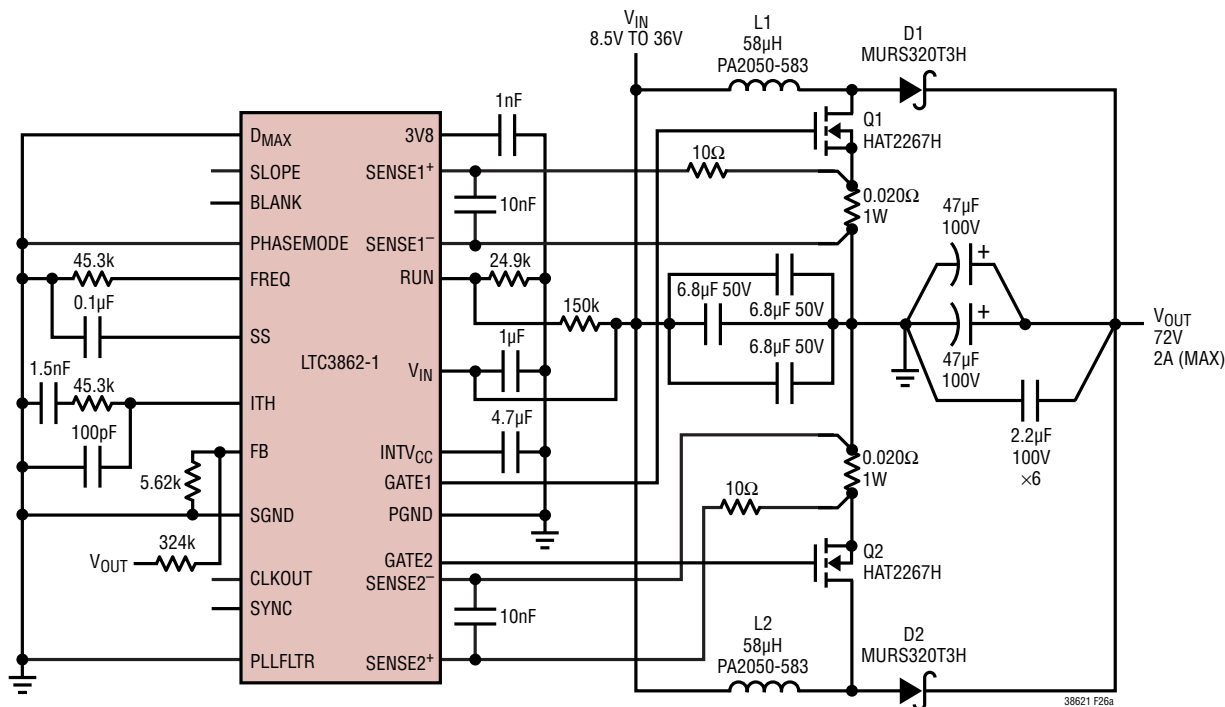 VIN
8.5V TO 36V
L1
58µH
PA2050-583
D1
MURS320T3H
1nF
DMAX
3V8
Q1
HAT2267H
SLOPE
SENSE1+
10Ω
BLANK
10nF
0.020Ω
1W
47µF
100V
PHASEMODE
SENSE1–
45.3k
FREQ
RUN
24.9k
0.1µF
6.8µF 50V
6.8µF 50V
150k
SS
1µF
6.8µF 50V
VOUT
72V
2A (MAX)
LTC3862-1
47µF
100V
1.5nF
45.3k
VIN
ITH
4.7µF
100pF
2.2µF
100V
×6
FB
INTVCC
0.020Ω
1W
5.62k
GATE1
10Ω
SGND
PGND
324k
VOUT
GATE2
Q2
HAT2267H
CLKOUT
SENSE2–
SYNC
10nF
L2
58µH
PA2050-583
D2
MURS320T3H
PLLFLTR
SENSE2+
38621 F26a